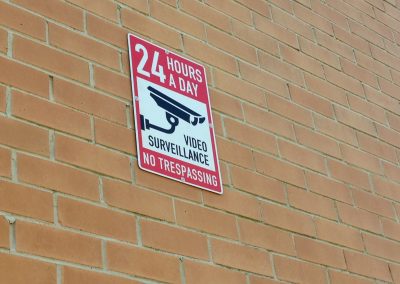 24 HOURS
A DAY
VIDEO
SURVEILLANCE
NO TRESPASSING